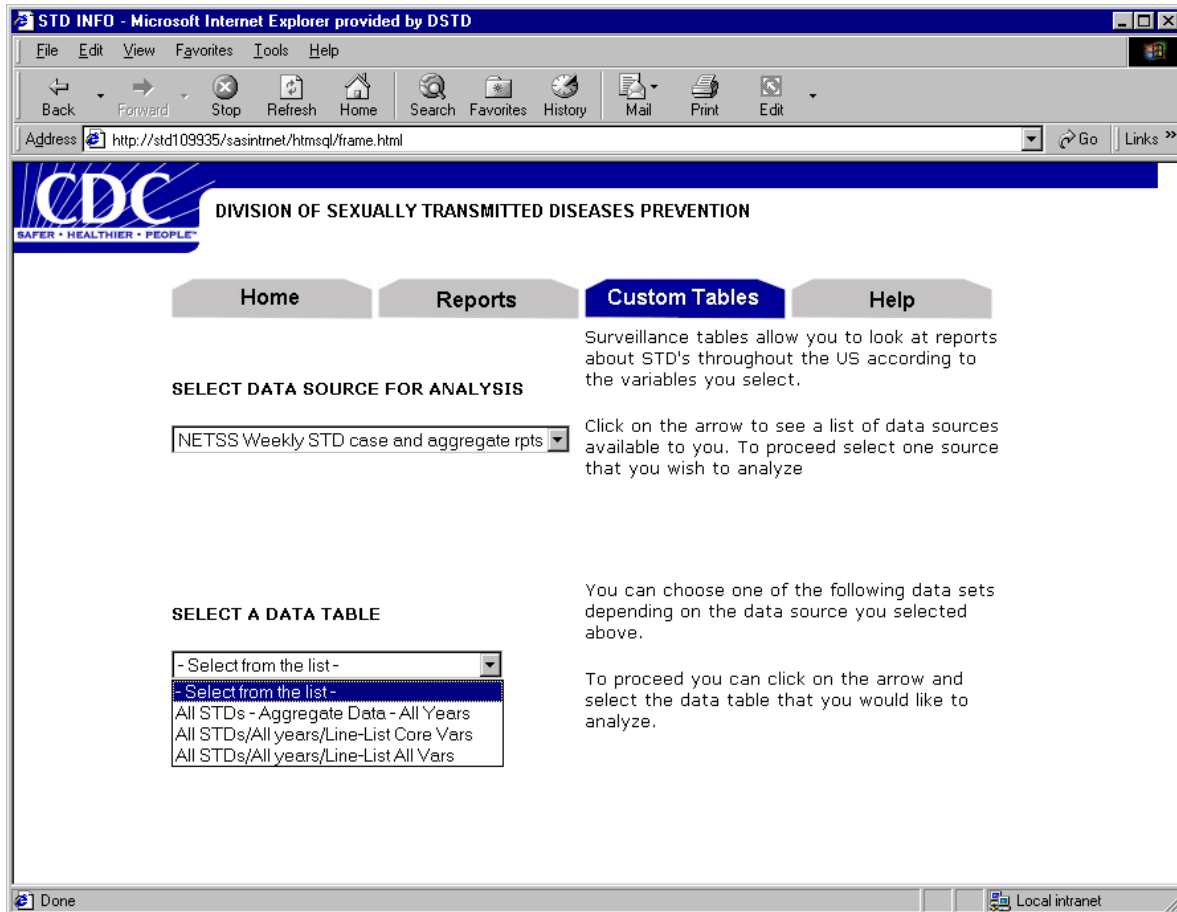 STD INFO - Microsoft Internet Explorer provided by DSTD
File Edit View Favorites Tools Help
Back Forward Stop Refresh Home Search Favorites History Mail Print Edit
Address http://std109935/sasintrnet/htmsql/frame.html Go Links »
CDC
SAFER • HEALTHIER • PEOPLE™
DIVISION OF SEXUALLY TRANSMITTED DISEASES PREVENTION
Home Reports Custom Tables Help
Surveillance tables allow you to look at reports
about STD's throughout the US according to
the variables you select.
SELECT DATA SOURCE FOR ANALYSIS
NETSS Weekly STD case and aggregate rpts
Click on the arrow to see a list of data sources
available to you. To proceed select one source
that you wish to analyze
SELECT A DATA TABLE
You can choose one of the following data sets
depending on the data source you selected
above.
- Select from the list -
- Select from the list -
All STDs - Aggregate Data - All Years
All STDs/All years/Line-List Core Vars
All STDs/All years/Line-List All Vars
To proceed you can click on the arrow and
select the data table that you would like to
analyze.
Done
Local intranet